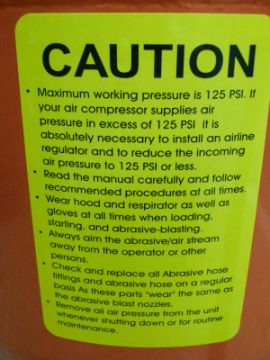 CAUTION
• Maximum working pressure is 125 PSI. If
your air compressor supplies air
pressure in excess of 125 PSI it is
absolutely necessary to install an airline
regulator and to reduce the incoming
air pressure to 125 PSI or less.
• Read the manual carefully and follow
recommended procedures at all times.
• Wear hood and respirator as well as
gloves at all times when loading,
starting, and abrasive-blasting.
• Always aim the abrasive/air stream
away from the operator or other
persons.
• Check and replace all Abrasive hose
fittings and abrasive hose on a regular
basis As these parts "wear" the same as
the abrasive blast nozzles.
• Remove all air pressure from the unit
whenever shutting down or for routine
maintenance.